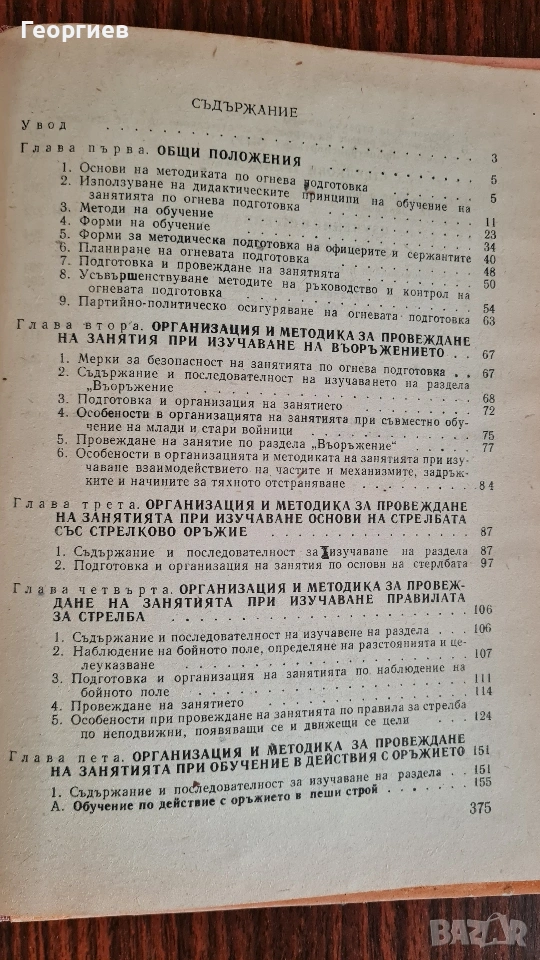 Георгиев
СЪДЪРЖАНИЕ
Увод . . . . . . . . . . 3
Глава първа. ОБЩИ ПОЛОЖЕНИЯ . . . . . 5
1. Основи на методиката по огнева подготовка . . . 5
2. Използуване на дидактическите принципи на обучение на
занятията по огнева подготовка . . . . . 11
3. Методи на обучение . . . . . 23
4. Форми на обучение . . . . . 34
5. Форми за методическа подготовка на офицерите и сержантите 40
6. Планиране на огневата подготовка . . . . 48
7. Подготовка и провеждане на занятията . . . . 50
8. Усъвършенствуване методите на ръководство и контрол на
огневата подготовка . . . . . 54
9. Партийно-политическо осигуряване на огневата подготовка 63
Глава втора. ОРГАНИЗАЦИЯ И МЕТОДИКА ЗА ПРОВЕЖДАНЕ
НА ЗАНЯТИЯ ПРИ ИЗУЧАВАНЕ НА ВЪОРЪЖЕНИЕТО . . 67
1. Мерки за безопасност на занятията по огнева подготовка . . 67
2. Съдържание и последователност на изучаването на раздела
„Въоръжение . . . . . 68
3. Подготовка и организация на занятието . . . . 72
4. Особености в организацията на занятията при съвместно обу-
чение на млади и стари войници . . . . . 75
5. Провеждане на занятие по раздела „Въоръжение“ . . . . 77
6. Особености в организацията и методиката на занятията при изу-
чаване взаимодействието на частите и механизмите, задръж-
ките и начините за тяхното отстраняване . . . . . 84
Глава трета. ОРГАНИЗАЦИЯ И МЕТОДИКА ЗА ПРОВЕЖДАНЕ
НА ЗАНЯТИЯТА ПРИ ИЗУЧАВАНЕ ОСНОВИ НА СТРЕЛБАТА
СЪС СТРЕЛКОВО ОРЪЖИЕ . . . . . 87
1. Съдържание и последователност за изучаване на раздела . 87
2. Подготовка и организация на занятия по основи на стерлбата 97
Глава четвърта. ОРГАНИЗАЦИЯ И МЕТОДИКА ЗА ПРОВЕЖ-
ДАНЕ НА ЗАНЯТИЯТА ПРИ ИЗУЧАВАНЕ ПРАВИЛАТА
ЗА СТРЕЛБА . . . . . 106
1. Съдържание и последователност на изучавене на раздела . . . 106
2. Наблюдение на бойното поле, определяне на разстоянията и це-
леуказване . . . . . 107
3. Подготовка и организация на занятията по наблюдение на
бойното поле . . . . . 111
4. Провеждане на занятието . . . . . 114
5. Особености при провеждане на занятията по правила за стрелба
по неподвижни, появяващи се и движещи се цели . . . . 124
Глава пета. ОРГАНИЗАЦИЯ И МЕТОДИКА ЗА ПРОВЕЖДАНЕ
НА ЗАНЯТИЯТА ПРИ ОБУЧЕНИЕ В ДЕЙСТВИЯ С ОРЪЖИЕТО 151
1. Съдържание и последователност за изучаване на раздела . . 151
А. Обучение по действие с оръжието в пеши строй . . . . 155
375
BAZAR